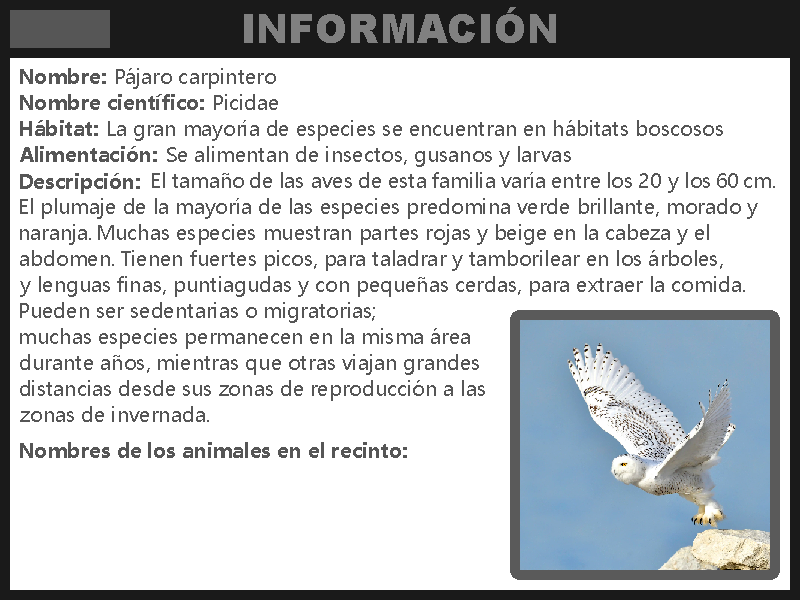 INFORMACIÓN
Nombre: Pájaro carpintero
Nombre científico: Picidae
Hábitat: La gran mayoría de especies se encuentran en hábitats boscosos
Alimentación: Se alimentan de insectos, gusanos y larvas
Descripción: El tamaño de las aves de esta familia varía entre los 20 y los 60 cm.
El plumaje de la mayoría de las especies predomina verde brillante, morado y
naranja. Muchas especies muestran partes rojas y beige en la cabeza y el
abdomen. Tienen fuertes picos, para taladrar y tamborilear en los árboles,
y lenguas finas, puntiagudas y con pequeñas cerdas, para extraer la comida.
Pueden ser sedentarias o migratorias;
muchas especies permanecen en la misma área
durante años, mientras que otras viajan grandes
distancias desde sus zonas de reproducción a las
zonas de invernada.
Nombres de los animales en el recinto: